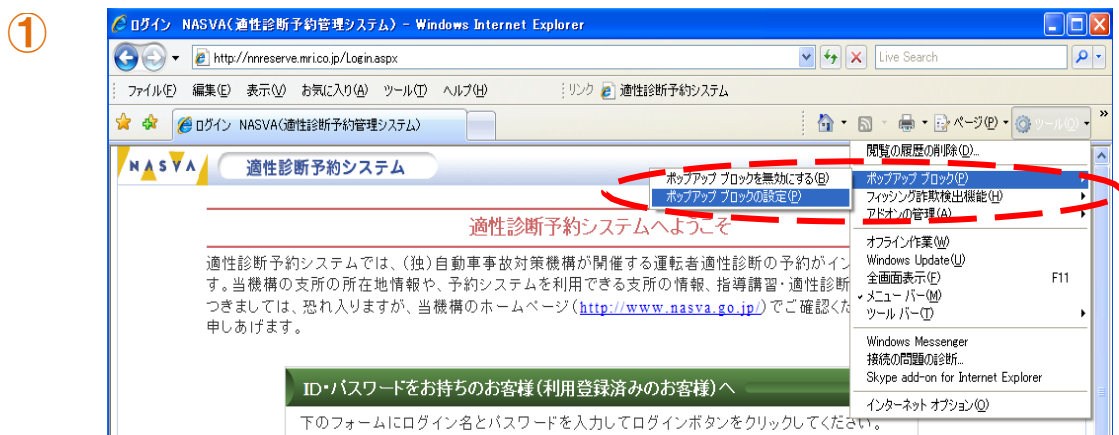 ①
ログイン NASVA(適性診断予約管理システム) - Windows Internet Explorer
http://nnreserve.mri.co.jp/Login.aspx
Live Search
ファイル(F) 編集(E) 表示(V) お気に入り(A) ツール(T) ヘルプ(H) リンク 適性診断予約システム
ログイン NASVA(適性診断予約管理システム) ページ(P) ツール(O) »
閲覧の履歴の削除(D)...
NASVA 適性診断予約システム
ポップアップ ブロックを無効にする(B) ポップアップ ブロック(P)
ポップアップ ブロックの設定(P) フィッシング詐欺検出機能(H)
アドオンの管理(A)
適性診断予約システムへようこそ
オフライン作業(W)
Windows Update(U)
全画面表示(F) F11
メニュー バー(M)
ツール バー(T)
Windows Messenger
接続の問題の診断...
Skype add-on for Internet Explorer
インターネット オプション(O)
適性診断予約システムでは、(独)自動車事故対策機構が開催する運転者適性診断の予約がイン
す。当機構の支所の所在地情報や、予約システムを利用できる支所の情報、指導講習・適性診断
つきましては、恐れ入りますが、当機構のホームページ(http://www.nasva.go.jp/)でご確認くだ
申しあげます。
ID・パスワードをお持ちのお客様(利用登録済みのお客様)へ
下のフォームにログイン名とパスワードを入力してログインボタンをクリックしてください。